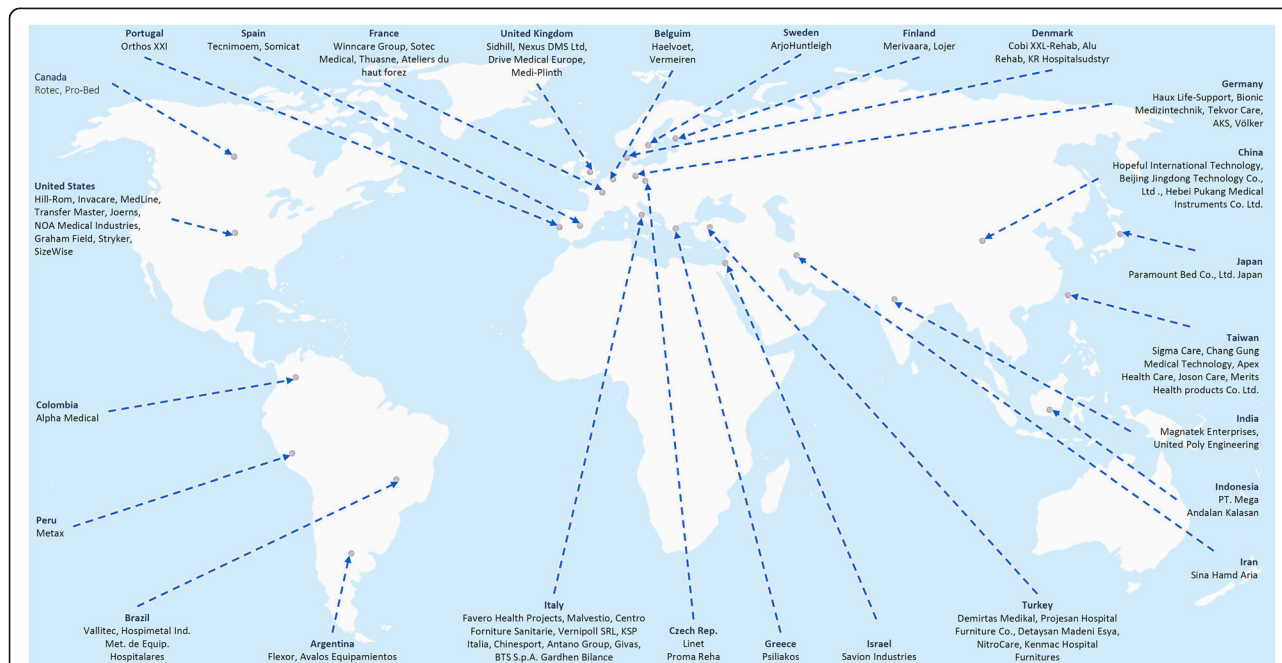 Portugal
Orthos XXI
Spain
Tecnimoem, Somicat
France
Winncare Group, Sotec
Medical, Thuasne, Ateliers du
haut forez
United Kingdom
Sidhill, Nexus DMS Ltd,
Drive Medical Europe,
Medi-Plinth
Belguim
Haelvoet,
Vermeiren
Sweden
ArjoHuntleigh
Finland
Merivaara, Lojer
Denmark
Cobi XXL-Rehab, Alu
Rehab, KR Hospitalsudstyr
Canada
Rotec, Pro-Bed
Germany
Haux Life-Support, Bionic
Medizintechnik, Tekvor Care,
AKS, Völker
China
Hopeful International Technology,
Beijing Jingdong Technology Co.,
Ltd ., Hebei Pukang Medical
Instruments Co. Ltd.
United States
Hill-Rom, Invacare, MedLine,
Transfer Master, Joerns,
NOA Medical Industries,
Graham Field, Stryker,
SizeWise
Japan
Paramount Bed Co., Ltd. Japan
Taiwan
Sigma Care, Chang Gung
Medical Technology, Apex
Health Care, Joson Care, Merits
Health products Co. Ltd.
Colombia
Alpha Medical
India
Magnatek Enterprises,
United Poly Engineering
Indonesia
PT. Mega
Andalan Kalasan
Peru
Metax
Iran
Sina Hamd Aria
Brazil
Vallitec, Hospimetal Ind.
Met. de Equip.
Hospitalares
Argentina
Flexor, Avalos Equipamientos
Italy
Favero Health Projects, Malvestio, Centro
Forniture Sanitarie, Vernipoll SRL, KSP
Italia, Chinesport, Antano Group, Givas,
BTS S.p.A. Gardhen Bilance
Czech Rep.
Linet
Proma Reha
Greece
Psiliakos
Israel
Savion Industries
Turkey
Demirtas Medikal, Projesan Hospital
Furniture Co., Detaysan Madeni Esya,
NitroCare, Kenmac Hospital
Furnitures